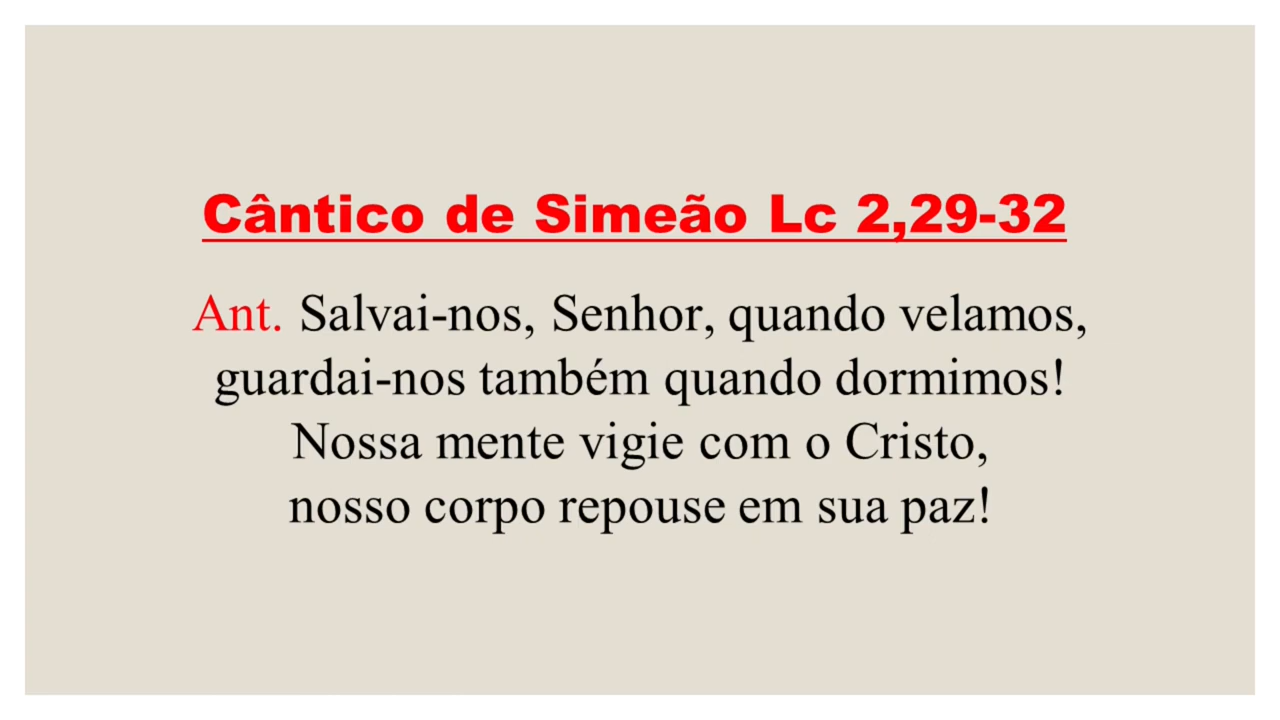 Cântico de Simeão Lc 2,29-32
Ant. Salvai-nos, Senhor, quando velamos,
guardai-nos também quando dormimos!
Nossa mente vigie com o Cristo,
nosso corpo repouse em sua paz!